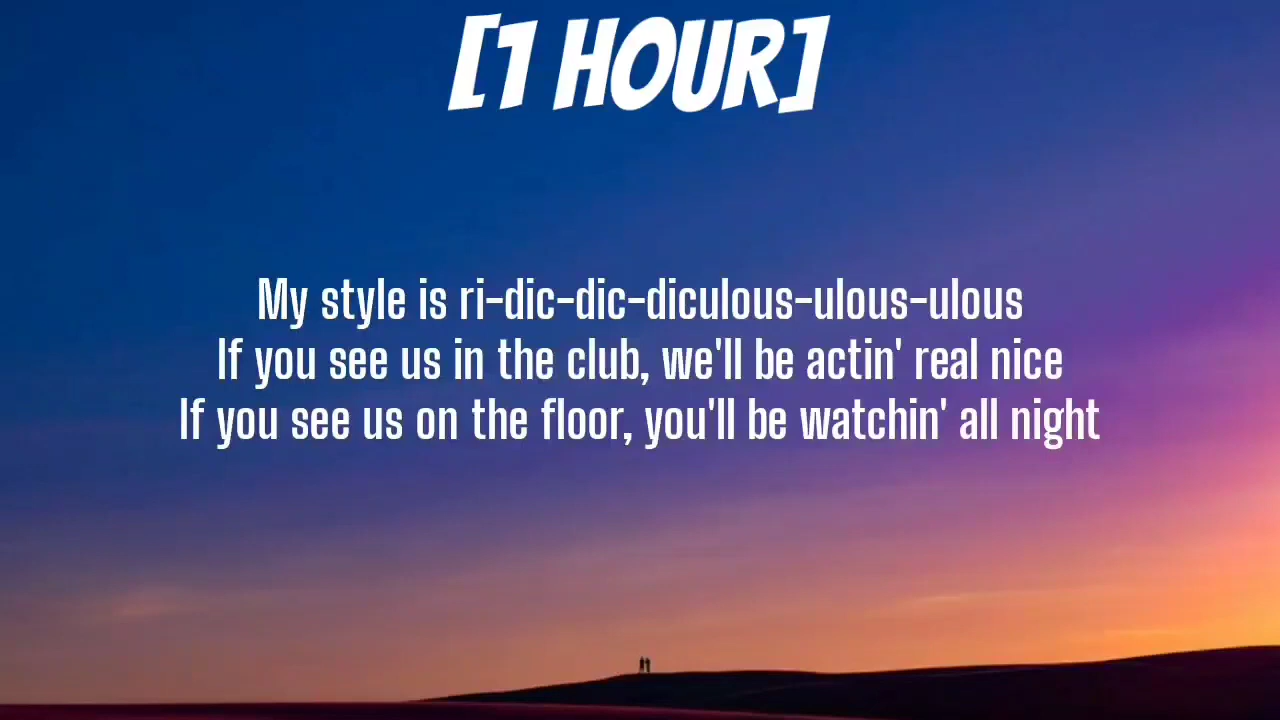 [1 HOUR]
My style is ri-dic-dic-diculous-ulous-ulous
If you see us in the club, we'll be actin' real nice
If you see us on the floor, you'll be watchin' all night